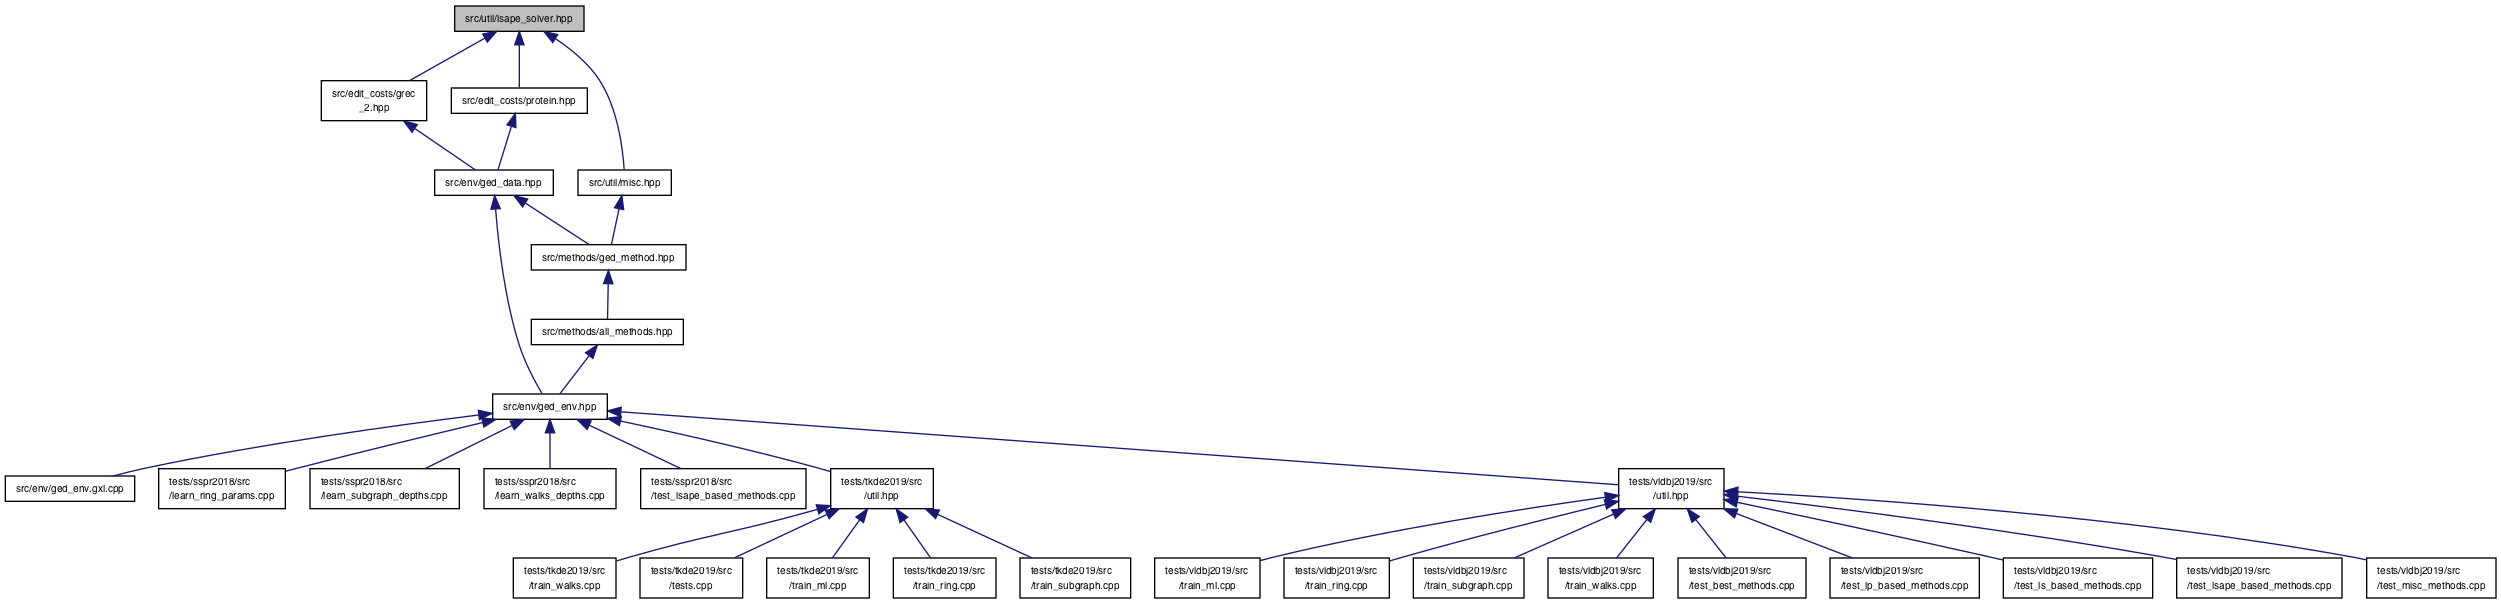 src/util/lsape_solver.hpp
src/edit_costs/grec
_2.hpp
src/edit_costs/protein.hpp
src/env/ged_data.hpp
src/util/misc.hpp
src/methods/ged_method.hpp
src/methods/all_methods.hpp
src/env/ged_env.hpp
src/env/ged_env.gxl.cpp
tests/sspr2018/src
/learn_ring_params.cpp
tests/sspr2018/src
/learn_subgraph_depths.cpp
tests/sspr2018/src
/learn_walks_depths.cpp
tests/sspr2018/src
/test_lsape_based_methods.cpp
tests/tkde2019/src
/util.hpp
tests/vldbj2019/src
/util.hpp
tests/tkde2019/src
/train_walks.cpp
tests/tkde2019/src
/tests.cpp
tests/tkde2019/src
/train_ml.cpp
tests/tkde2019/src
/train_ring.cpp
tests/tkde2019/src
/train_subgraph.cpp
tests/vldbj2019/src
/train_ml.cpp
tests/vldbj2019/src
/train_ring.cpp
tests/vldbj2019/src
/train_subgraph.cpp
tests/vldbj2019/src
/train_walks.cpp
tests/vldbj2019/src
/test_best_methods.cpp
tests/vldbj2019/src
/test_lp_based_methods.cpp
tests/vldbj2019/src
/test_ls_based_methods.cpp
tests/vldbj2019/src
/test_lsape_based_methods.cpp
tests/vldbj2019/src
/test_misc_methods.cpp